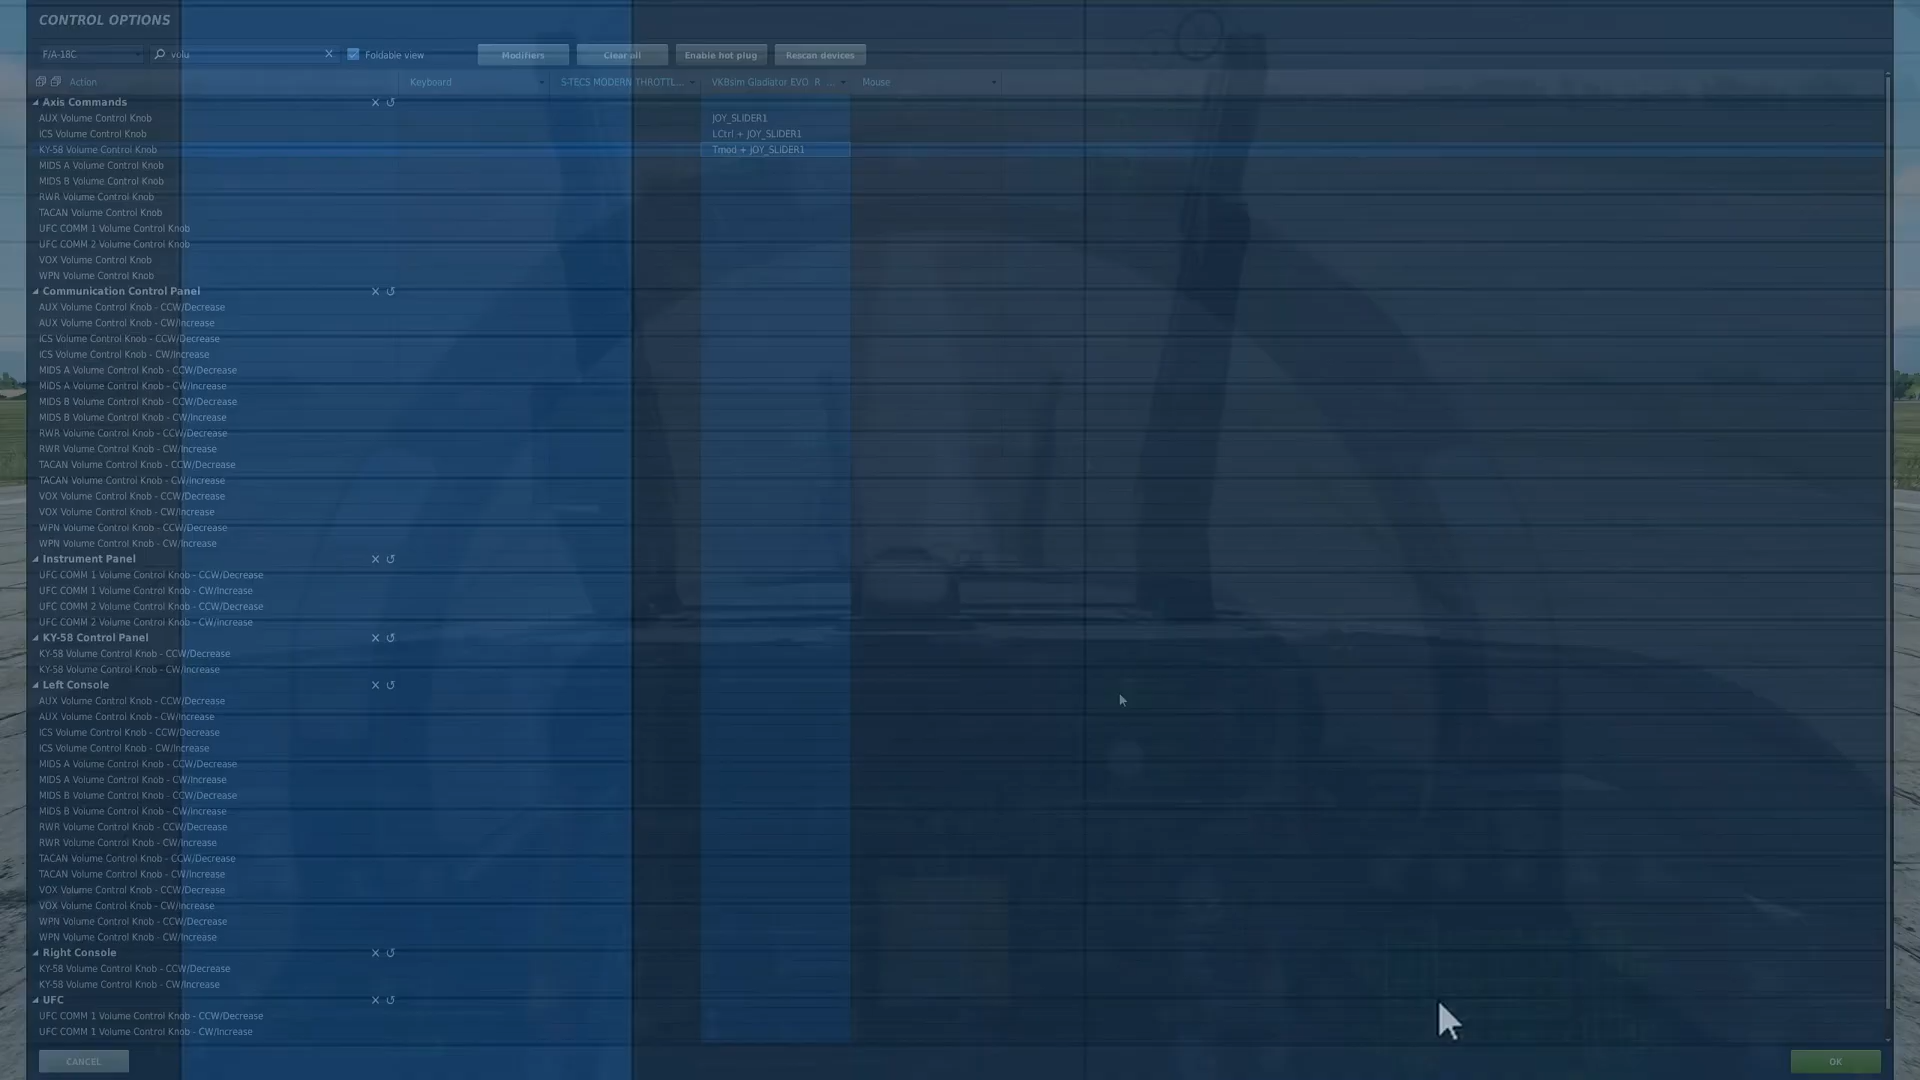 CONTROL OPTIONS
F/A-18C volu Foldable view Modifiers Clear all Enable hot plug Rescan devices
Action Keyboard S-TECS MODERN THROTTL... VKBsim Gladiator EVO R ... Mouse
Axis Commands
AUX Volume Control Knob JOY_SLIDER1
ICS Volume Control Knob LCtrl + JOY_SLIDER1
KY-58 Volume Control Knob Tmod + JOY_SLIDER1
MIDS A Volume Control Knob
MIDS B Volume Control Knob
RWR Volume Control Knob
TACAN Volume Control Knob
UFC COMM 1 Volume Control Knob
UFC COMM 2 Volume Control Knob
VOX Volume Control Knob
WPN Volume Control Knob
Communication Control Panel
AUX Volume Control Knob - CCW/Decrease
AUX Volume Control Knob - CW/Increase
ICS Volume Control Knob - CCW/Decrease
ICS Volume Control Knob - CW/Increase
MIDS A Volume Control Knob - CCW/Decrease
MIDS A Volume Control Knob - CW/Increase
MIDS B Volume Control Knob - CCW/Decrease
MIDS B Volume Control Knob - CW/Increase
RWR Volume Control Knob - CCW/Decrease
RWR Volume Control Knob - CW/Increase
TACAN Volume Control Knob - CCW/Decrease
TACAN Volume Control Knob - CW/Increase
VOX Volume Control Knob - CCW/Decrease
VOX Volume Control Knob - CW/Increase
WPN Volume Control Knob - CCW/Decrease
WPN Volume Control Knob - CW/Increase
Instrument Panel
UFC COMM 1 Volume Control Knob - CCW/Decrease
UFC COMM 1 Volume Control Knob - CW/Increase
UFC COMM 2 Volume Control Knob - CCW/Decrease
UFC COMM 2 Volume Control Knob - CW/Increase
KY-58 Control Panel
KY-58 Volume Control Knob - CCW/Decrease
KY-58 Volume Control Knob - CW/Increase
Left Console
AUX Volume Control Knob - CCW/Decrease
AUX Volume Control Knob - CW/Increase
ICS Volume Control Knob - CCW/Decrease
ICS Volume Control Knob - CW/Increase
MIDS A Volume Control Knob - CCW/Decrease
MIDS A Volume Control Knob - CW/Increase
MIDS B Volume Control Knob - CCW/Decrease
MIDS B Volume Control Knob - CW/Increase
RWR Volume Control Knob - CCW/Decrease
RWR Volume Control Knob - CW/Increase
TACAN Volume Control Knob - CCW/Decrease
TACAN Volume Control Knob - CW/Increase
VOX Volume Control Knob - CCW/Decrease
VOX Volume Control Knob - CW/Increase
WPN Volume Control Knob - CCW/Decrease
WPN Volume Control Knob - CW/Increase
Right Console
KY-58 Volume Control Knob - CCW/Decrease
KY-58 Volume Control Knob - CW/Increase
UFC
UFC COMM 1 Volume Control Knob - CCW/Decrease
UFC COMM 1 Volume Control Knob - CW/Increase
CANCEL OK